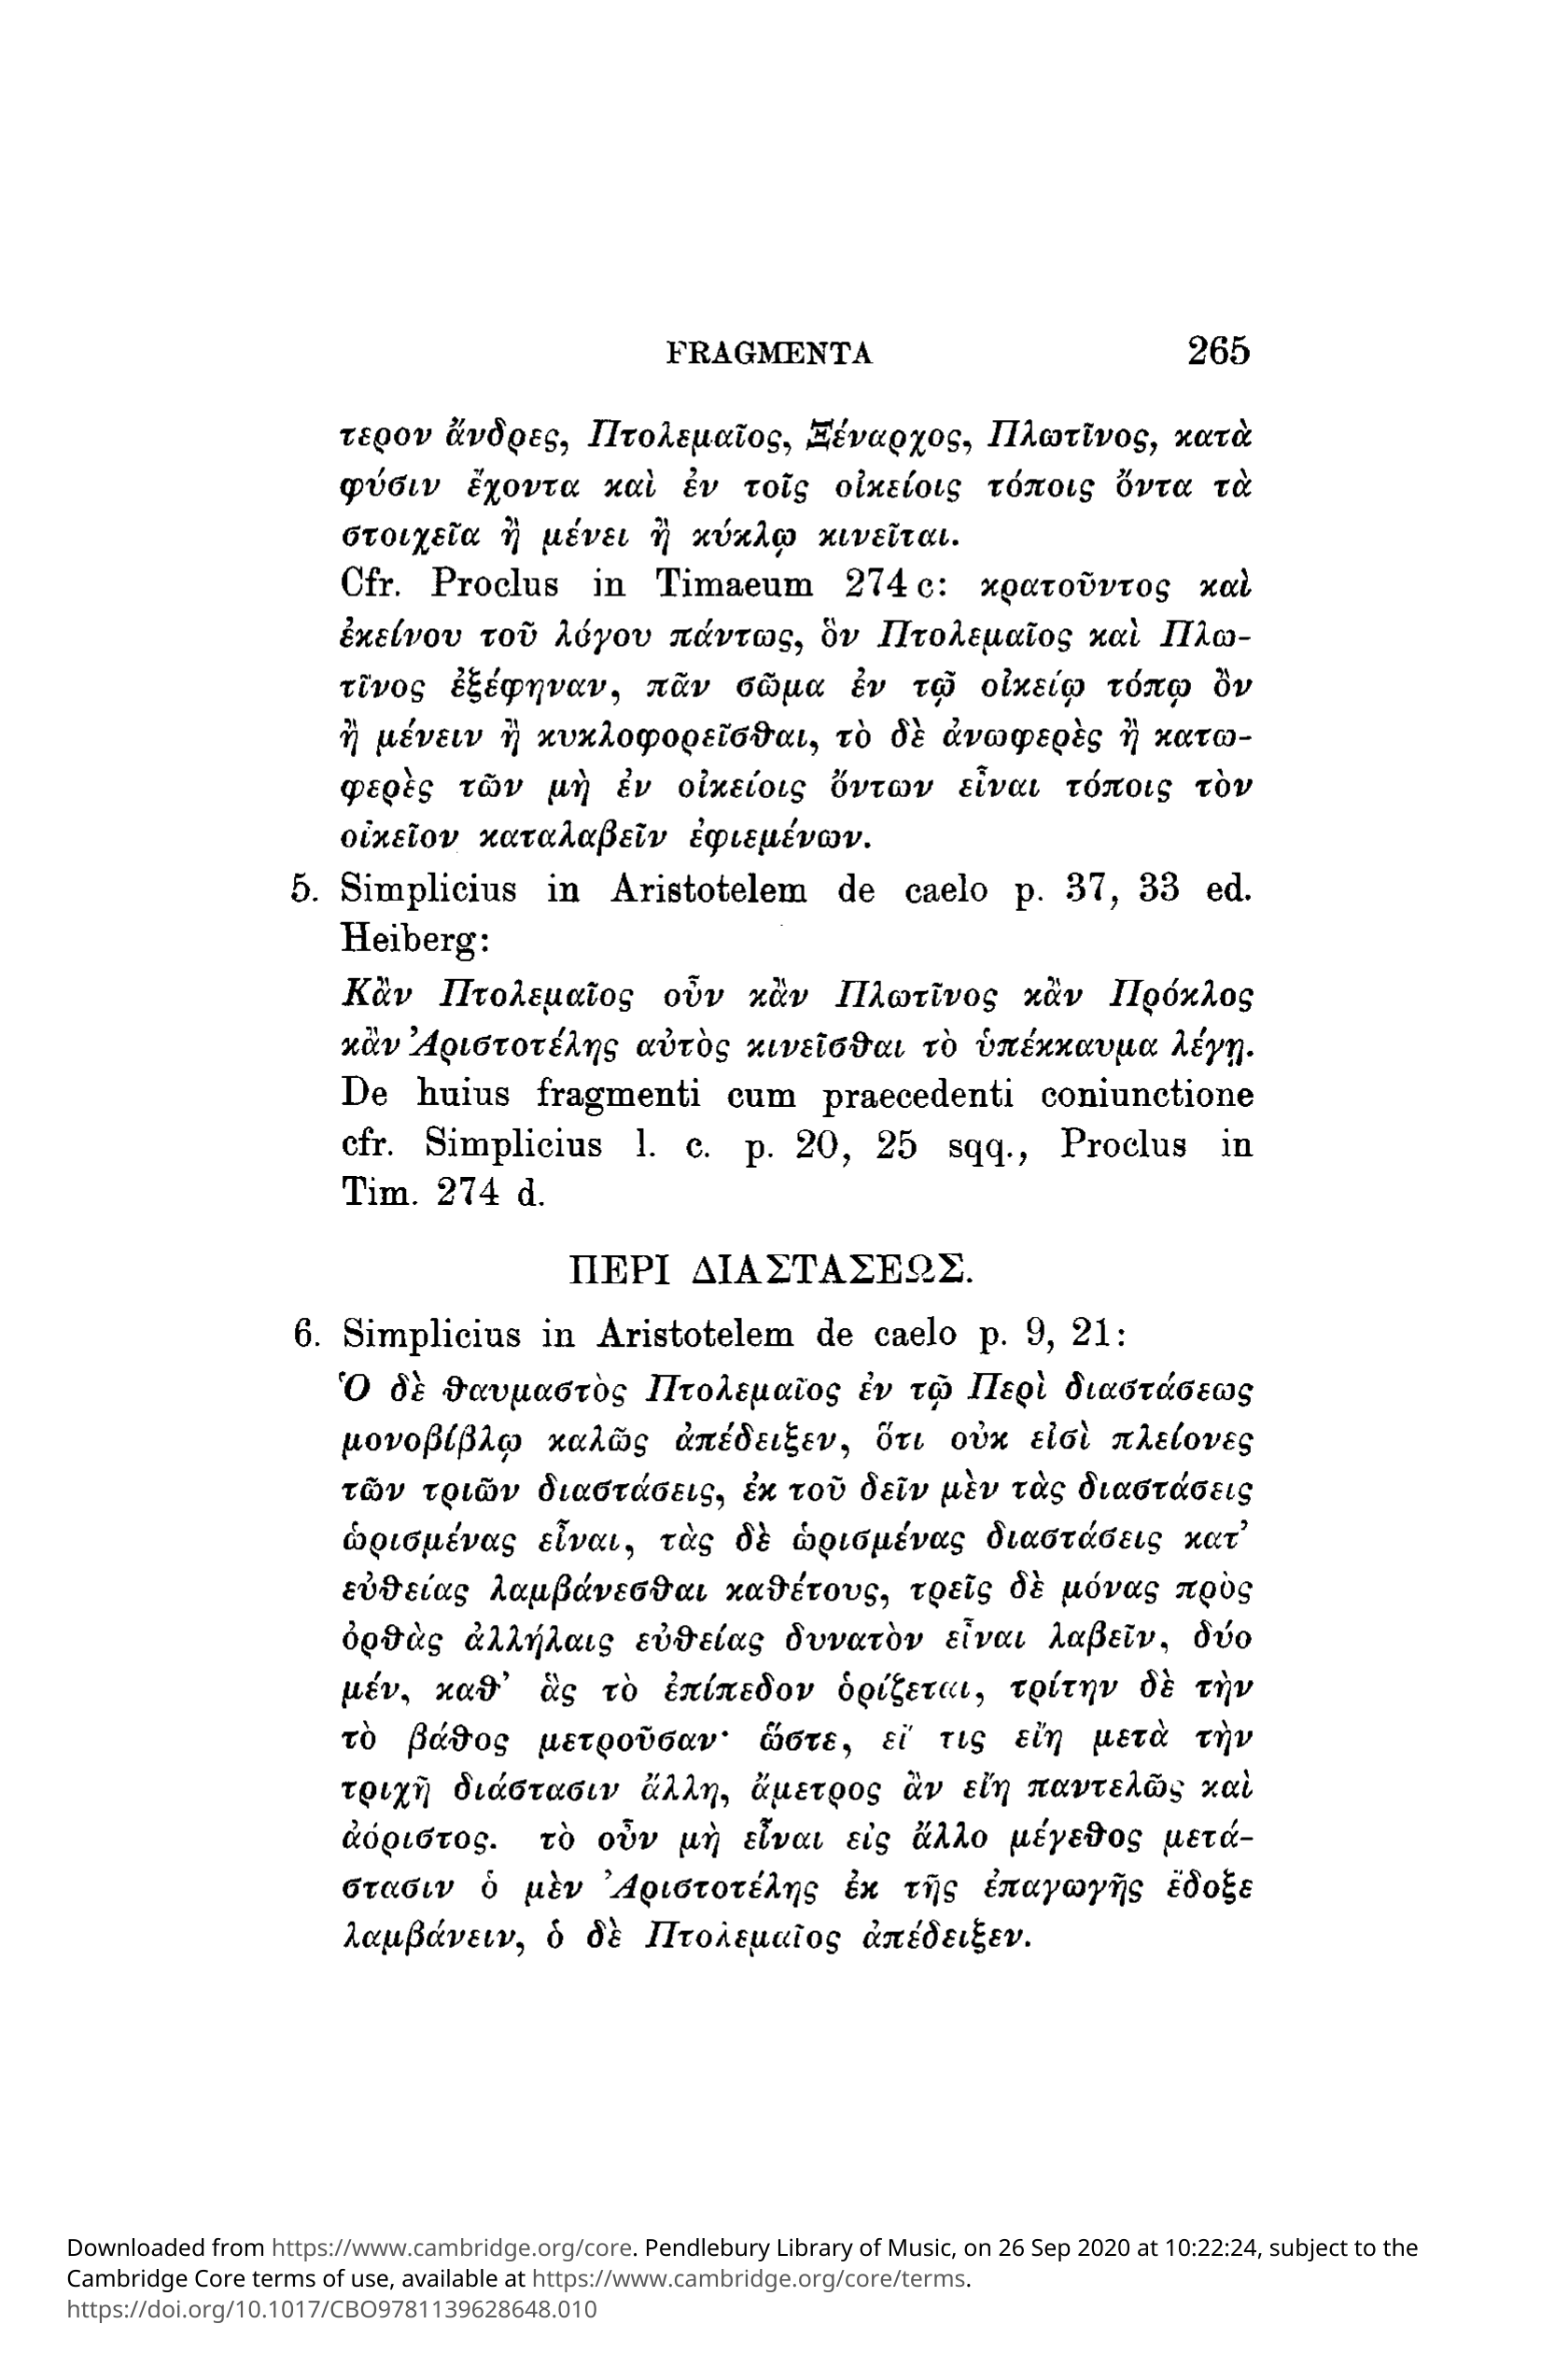 FRAGMENTA 265
τερον ἄνδρες, Πτολεμαῖος, Ξέναρχος, Πλωτῖνος, κατὰ
φύσιν ἔχοντα καὶ ἐν τοῖς οἰκείοις τόποις ὄντα τὰ
στοιχεῖα ἢ μένει ἢ κύκλῳ κινεῖται.
Cfr. Proclus in Timaeum 274 c: κρατοῦντος καὶ
ἐκείνου τοῦ λόγου πάντως, ὃν Πτολεμαῖος καὶ Πλω-
τῖνος ἐξέφηναν, πᾶν σῶμα ἐν τῷ οἰκείῳ τόπῳ ὂν
ἢ μένειν ἢ κυκλοφορεῖσθαι, τὸ δὲ ἀνωφερὲς ἢ κατω-
φερὲς τῶν μὴ ἐν οἰκείοις ὄντων εἶναι τόποις τὸν
οἰκεῖον καταλαβεῖν ἐφιεμένων.
5. Simplicius in Aristotelem de caelo p. 37, 33 ed.
Heiberg:
Κἂν Πτολεμαῖος οὖν κἂν Πλωτῖνος κἂν Πρόκλος
κἂν Ἀριστοτέλης αὐτὸς κινεῖσθαι τὸ ὑπέκκαυμα λέγῃ.
De huius fragmenti cum praecedenti coniunctione
cfr. Simplicius l. c. p. 20, 25 sqq., Proclus in
Tim. 274 d.
ΠΕΡΙ ΔΙΑΣΤΑΣΕΩΣ.
6. Simplicius in Aristotelem de caelo p. 9, 21:
Ὁ δὲ θαυμαστὸς Πτολεμαῖος ἐν τῷ Περὶ διαστάσεως
μονοβίβλῳ καλῶς ἀπέδειξεν, ὅτι οὐκ εἰσὶ πλείονες
τῶν τριῶν διαστάσεις, ἐκ τοῦ δεῖν μὲν τὰς διαστάσεις
ὡρισμένας εἶναι, τὰς δὲ ὡρισμένας διαστάσεις κατ’
εὐθείας λαμβάνεσθαι καθέτους, τρεῖς δὲ μόνας πρὸς
ὀρθὰς ἀλλήλαις εὐθείας δυνατὸν εἶναι λαβεῖν, δύο
μέν, καθ’ ἃς τὸ ἐπίπεδον ὁρίζεται, τρίτην δὲ τὴν
τὸ βάθος μετροῦσαν· ὥστε, εἴ τις εἴη μετὰ τὴν
τριχῆ διάστασιν ἄλλη, ἄμετρος ἂν εἴη παντελῶς καὶ
ἀόριστος. τὸ οὖν μὴ εἶναι εἰς ἄλλο μέγεθος μετά-
στασιν ὁ μὲν Ἀριστοτέλης ἐκ τῆς ἐπαγωγῆς ἔδοξε
λαμβάνειν, ὁ δὲ Πτολεμαῖος ἀπέδειξεν.
Downloaded from https://www.cambridge.org/core. Pendlebury Library of Music, on 26 Sep 2020 at 10:22:24, subject to the
Cambridge Core terms of use, available at https://www.cambridge.org/core/terms.
https://doi.org/10.1017/CBO9781139628648.010